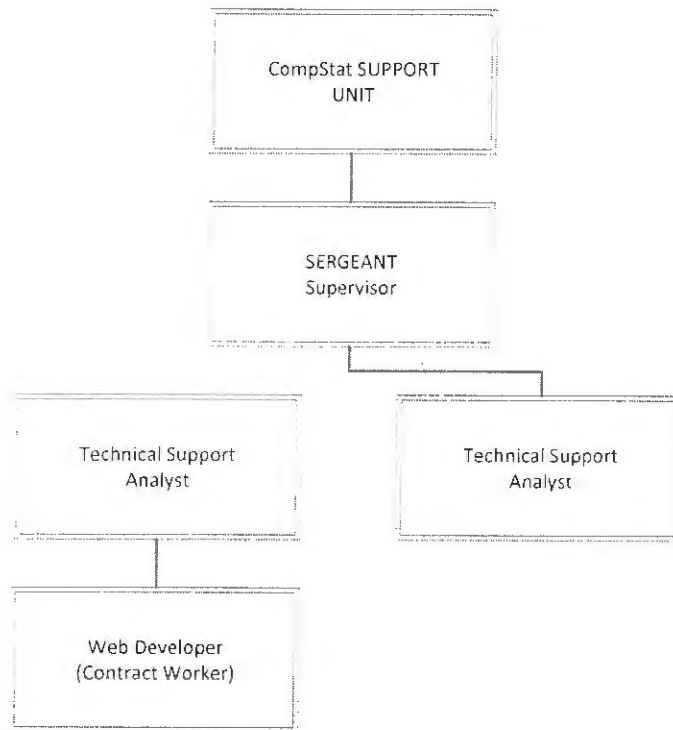 CompStat SUPPORT
UNIT
SERGEANT
Supervisor
Technical Support
Analyst
Technical Support
Analyst
Web Developer
(Contract Worker)